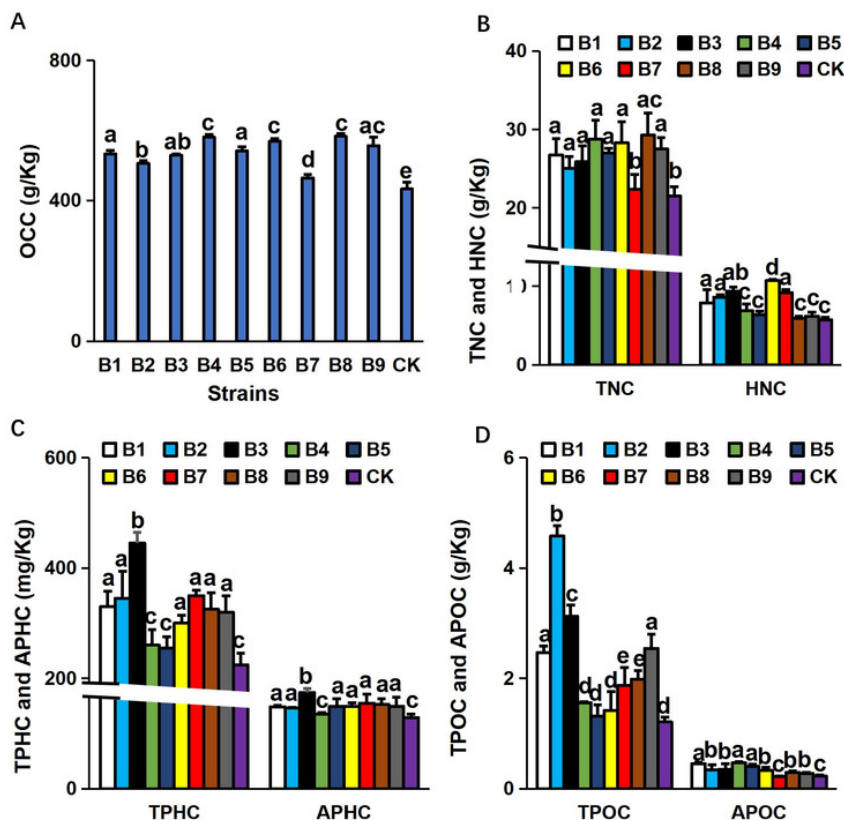 A
800
400
0
OCC (g/Kg)
a b ab c a c d c ac e
B1 B2 B3 B4 B5 B6 B7 B8 B9 CK
Strains
B
B1 B2 B3 B4 B5
B6 B7 B8 B9 CK
40
30
20
0
TNC and HNC (g/Kg)
a a a a a a b ac a b
a a ab c c d a c c c
TNC HNC
C
B1 B2 B3 B4 B5
B6 B7 B8 B9 CK
600
400
200
0
TPHC and APHC (mg/Kg)
a a b c c a a a a c
a a b c a a a a a c
TPHC APHC
D
B1 B2 B3 B4 B5
B6 B7 B8 B9 CK
6
4
2
0
TPOC and APOC (g/Kg)
a b c d d d e e a d
a b b a a b c b b c
TPOC APOC